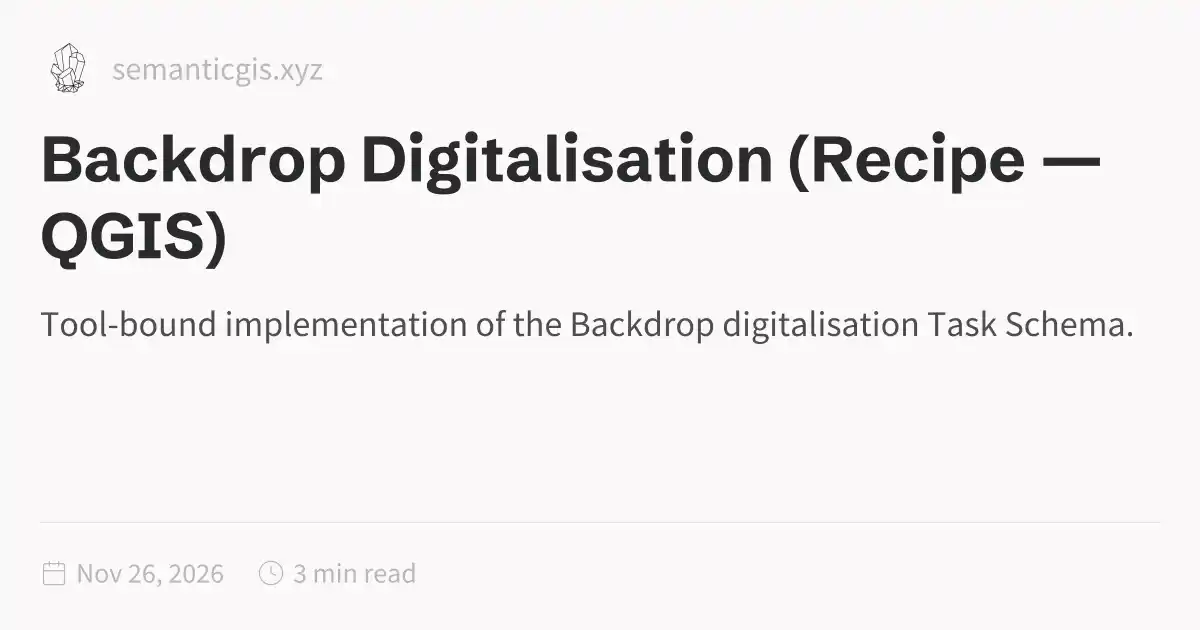 semanticgis.xyz
Backdrop Digitalisation (Recipe —
QGIS)
Tool-bound implementation of the Backdrop digitalisation Task Schema.
Nov 26, 2026 3 min read